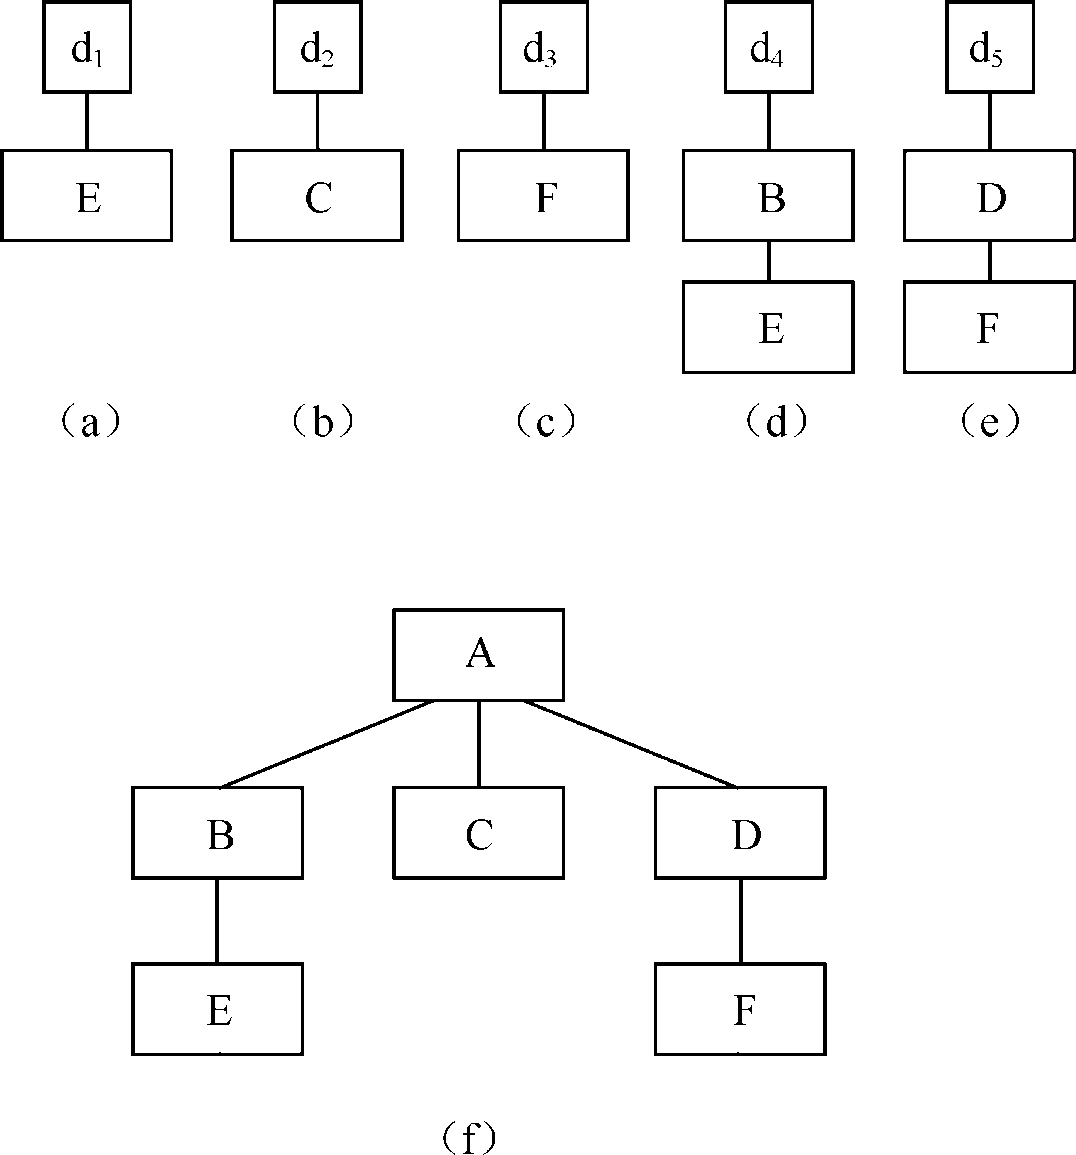 d₁ d₂ d₃ d₄ d₅
E C F B D
E F
（a） （b） （c） （d） （e）
A
B C D
E F
（f）